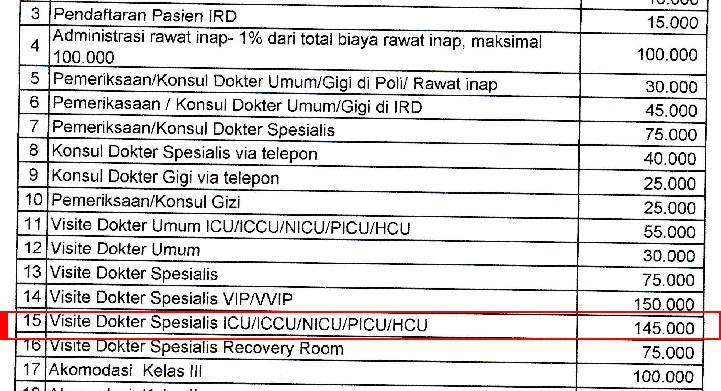 3 Pendaftaran Pasien IRD 15.000
4 Administrasi rawat inap- 1% dari total biaya rawat inap, maksimal
100.000 100.000
5 Pemeriksaan/Konsul Dokter Umum/Gigi di Poli/ Rawat inap 30.000
6 Pemerikasaan / Konsul Dokter Umum/Gigi di IRD 45.000
7 Pemeriksaan/Konsul Dokter Spesialis 75.000
8 Konsul Dokter Spesialis via telepon 40.000
9 Konsul Dokter Gigi via telepon 25.000
10 Pemeriksaan/Konsul Gizi 25.000
11 Visite Dokter Umum ICU/ICCU/NICU/PICU/HCU 55.000
12 Visite Dokter Umum 30.000
13 Visite Dokter Spesialis 75.000
14 Visite Dokter Spesialis VIP/VVIP 150.000
15 Visite Dokter Spesialis ICU/ICCU/NICU/PICU/HCU 145.000
16 Visite Dokter Spesialis Recovery Room 75.000
17 Akomodasi Kelas III 100.000